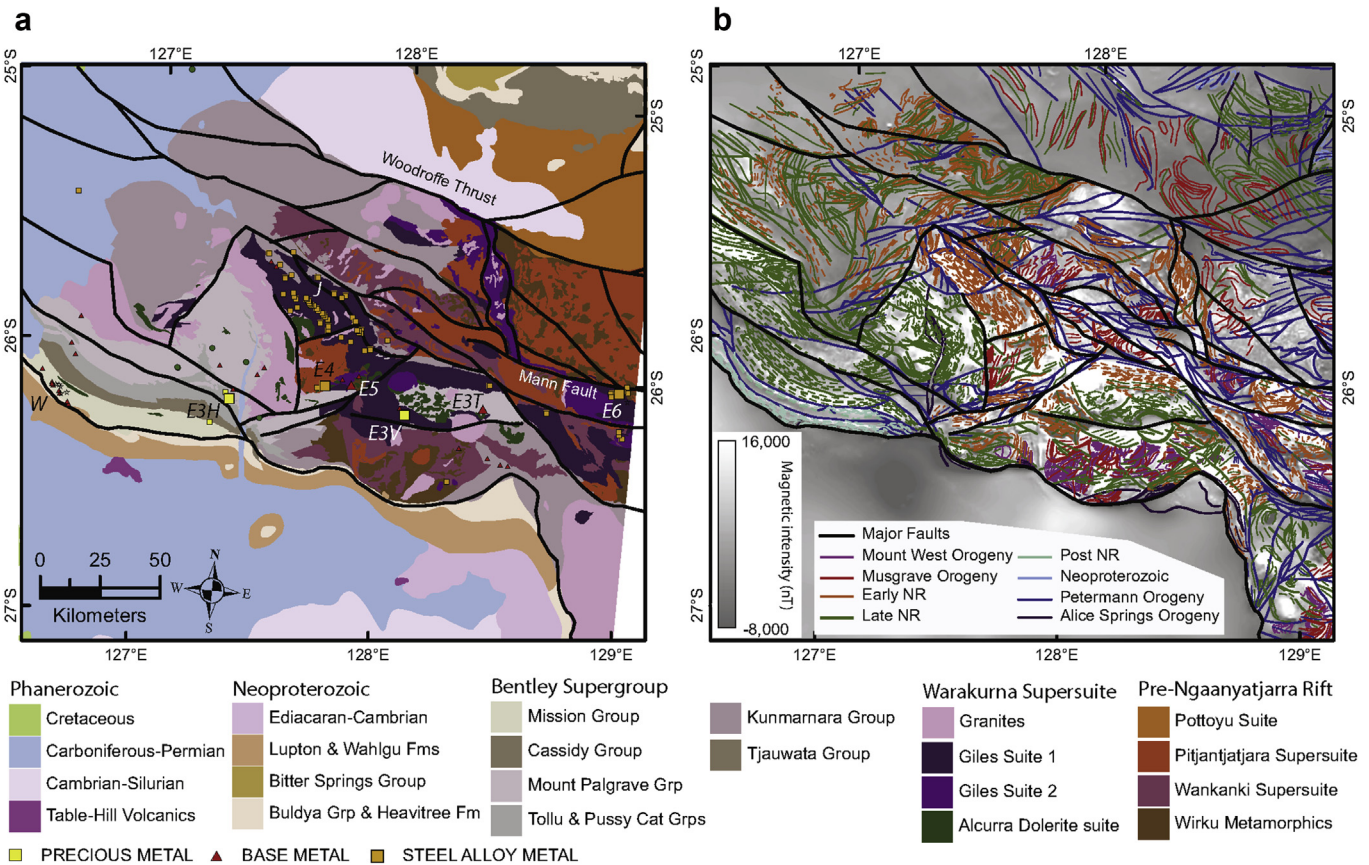 a
b
127°E
128°E
127°E
128°E
25°S
25°S
25°S
25°S
Woodroffe Thrust
J
26°S
26°S
26°S
26°S
E4
E5
Mann Fault
W
E3H
E3T
E6
E3V
0 25 50
Kilometers
N
W
E
S
27°S
27°S
127°E
128°E
129°E
16,000
Magnetic intensity (nT)
-8,000
Major Faults
Mount West Orogeny
Musgrave Orogeny
Early NR
Late NR
Post NR
Neoproterozoic
Petermann Orogeny
Alice Springs Orogeny
127°E
128°E
129°E
Phanerozoic
Cretaceous
Carboniferous-Permian
Cambrian-Silurian
Table-Hill Volcanics
Neoproterozoic
Ediacaran-Cambrian
Lupton & Wahlgu Fms
Bitter Springs Group
Buldya Grp & Heavitree Fm
Bentley Supergroup
Mission Group
Cassidy Group
Mount Palgrave Grp
Tollu & Pussy Cat Grps
Kunmarnara Group
Tjauwata Group
Warakurna Supersuite
Granites
Giles Suite 1
Giles Suite 2
Alcurra Dolerite suite
Pre-Ngaanyatjarra Rift
Pottoyu Suite
Pitjantjatjara Supersuite
Wankanki Supersuite
Wirku Metamorphics
PRECIOUS METAL
BASE METAL
STEEL ALLOY METAL